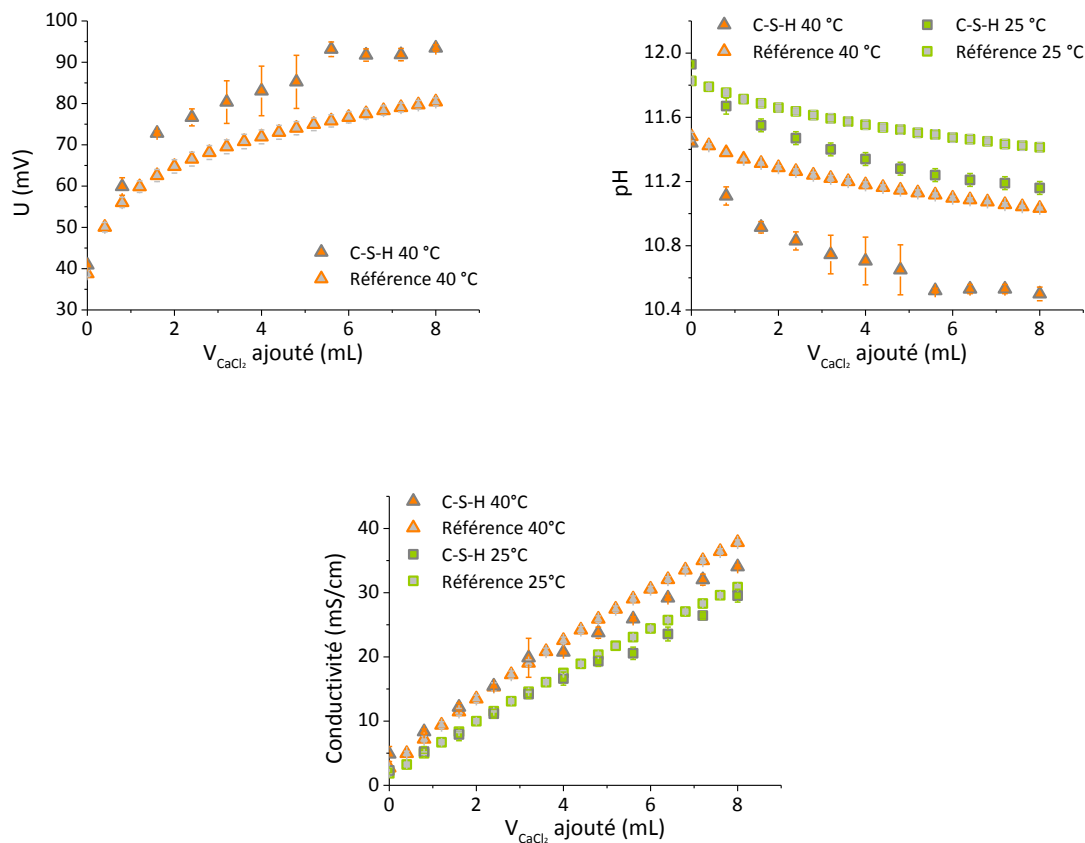 100
90
80
70
60
50
40
30
U (mV)
C-S-H 40 °C
Référence 40 °C
0 2 4 6 8
V CaCl₂ ajouté (mL)
C-S-H 40 °C
Référence 40 °C
C-S-H 25 °C
Référence 25 °C
12.0
11.6
11.2
10.8
10.4
pH
0 2 4 6 8
V CaCl₂ ajouté (mL)
C-S-H 40°C
Référence 40°C
C-S-H 25°C
Référence 25°C
40
30
20
10
0
Conductivité (mS/cm)
0 2 4 6 8
V CaCl₂ ajouté (mL)